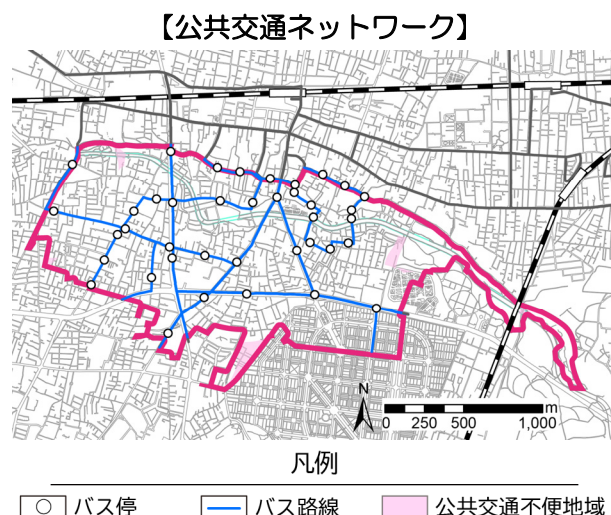 【公共交通ネットワーク】
N
m
0 250 500 1,000
凡例
バス停 バス路線 公共交通不便地域